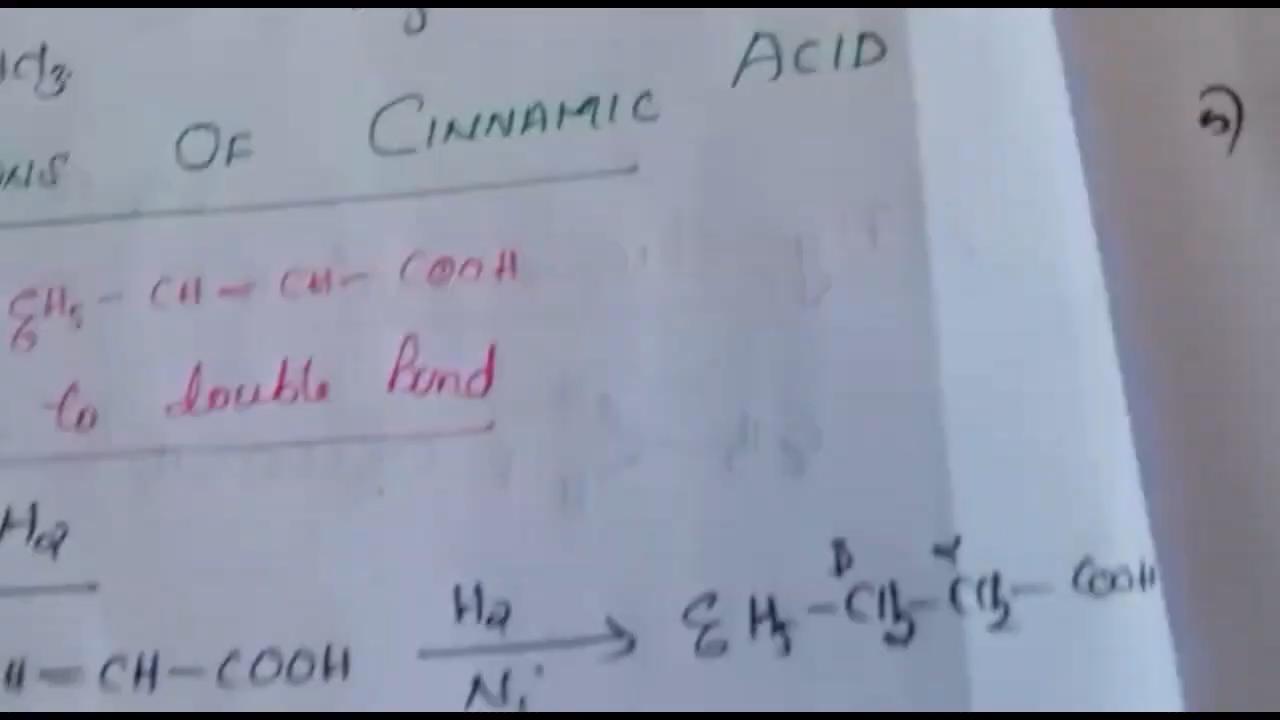 ACID
OF CINNAMIC
C6H5 - CH = CH - COOH
to double Bond
H2
H = CH - COOH H2 / Ni → C6H5 - CH2 - CH2 - COOH